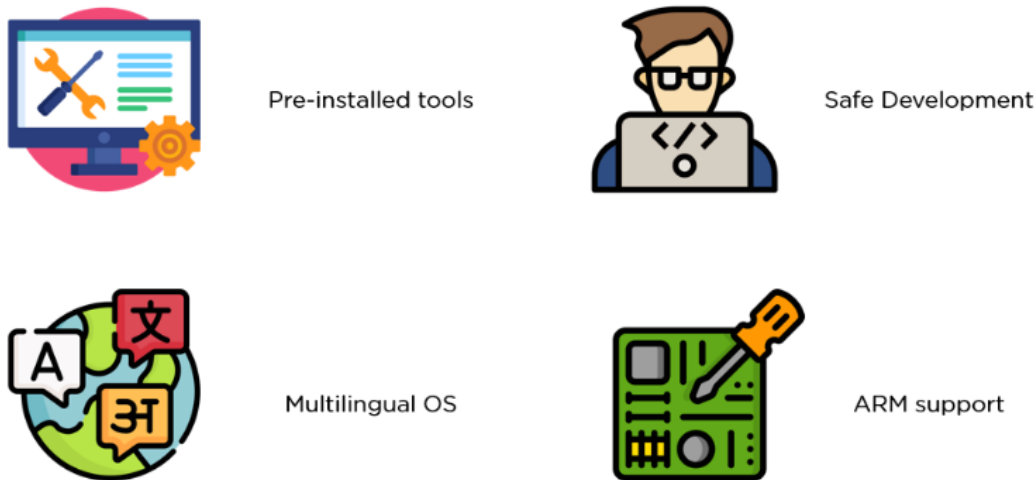 Pre-installed tools
Safe Development
</>
文
A
अ
Multilingual OS
ARM support